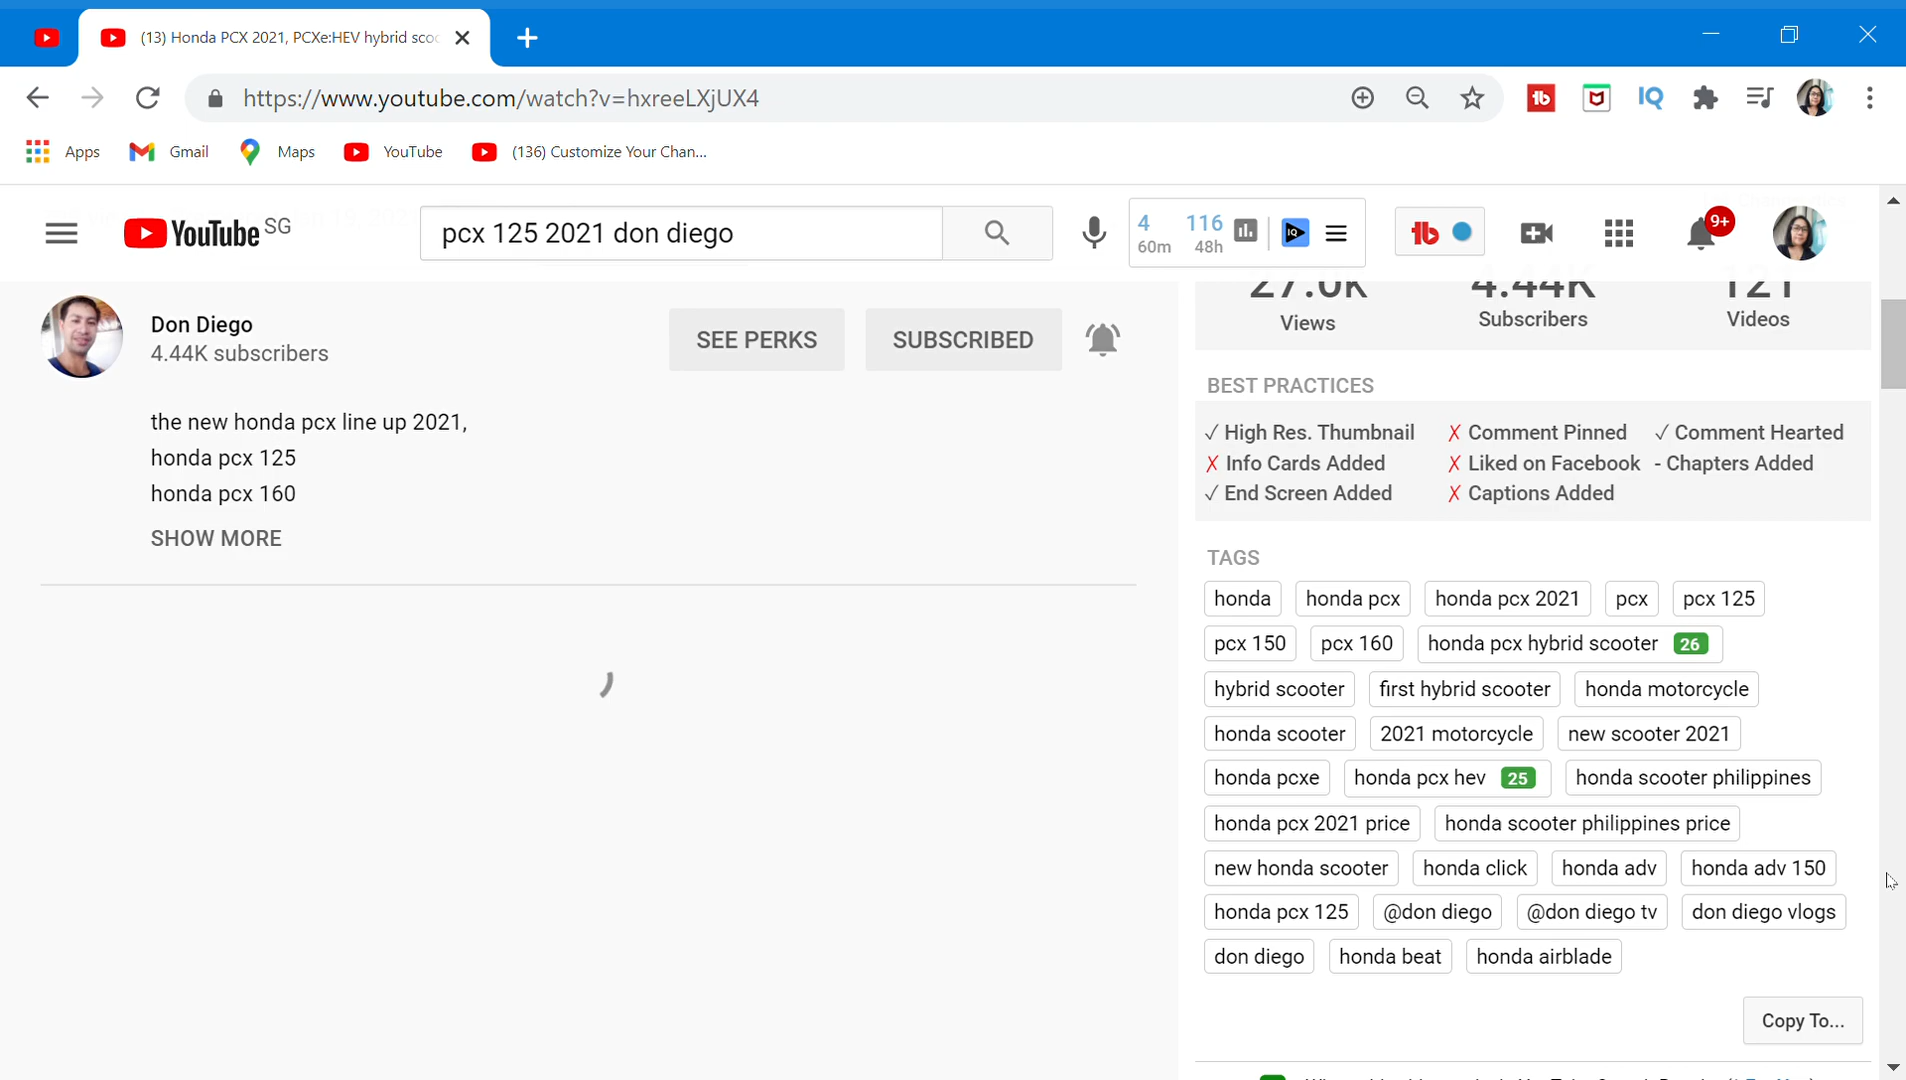 (13) Honda PCX 2021, PCXe:HEV hybrid scoo
https://www.youtube.com/watch?v=hxreeLXjUX4
Apps
Gmail
Maps
YouTube
(136) Customize Your Chan...
YouTube SG
pcx 125 2021 don diego
4 116
60m 48h
IQ
9+
27.0K 4.44K 121
Views Subscribers Videos
Don Diego
4.44K subscribers
SEE PERKS
SUBSCRIBED
the new honda pcx line up 2021,
honda pcx 125
honda pcx 160
SHOW MORE
BEST PRACTICES
✓ High Res. Thumbnail ✗ Comment Pinned ✓ Comment Hearted
✗ Info Cards Added ✗ Liked on Facebook - Chapters Added
✓ End Screen Added ✗ Captions Added
TAGS
honda honda pcx honda pcx 2021 pcx pcx 125
pcx 150 pcx 160 honda pcx hybrid scooter 26
hybrid scooter first hybrid scooter honda motorcycle
honda scooter 2021 motorcycle new scooter 2021
honda pcxe honda pcx hev 25 honda scooter philippines
honda pcx 2021 price honda scooter philippines price
new honda scooter honda click honda adv honda adv 150
honda pcx 125 @don diego @don diego tv don diego vlogs
don diego honda beat honda airblade
Copy To...